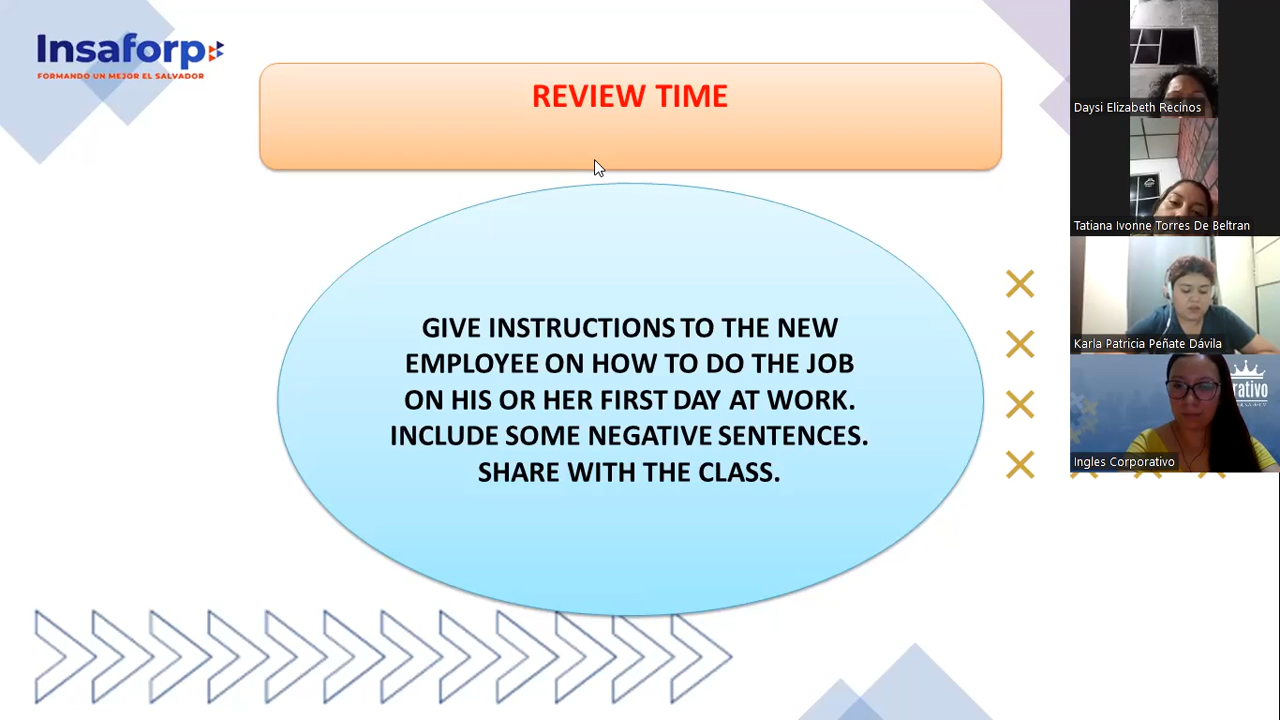 Insaforp
FORMANDO UN MEJOR EL SALVADOR
REVIEW TIME
GIVE INSTRUCTIONS TO THE NEW
EMPLOYEE ON HOW TO DO THE JOB
ON HIS OR HER FIRST DAY AT WORK.
INCLUDE SOME NEGATIVE SENTENCES.
SHARE WITH THE CLASS.
Daysi Elizabeth Recinos
Tatiana Ivonne Torres De Beltran
Karla Patricia Peñate Dávila
rativo
Ingles Corporativo